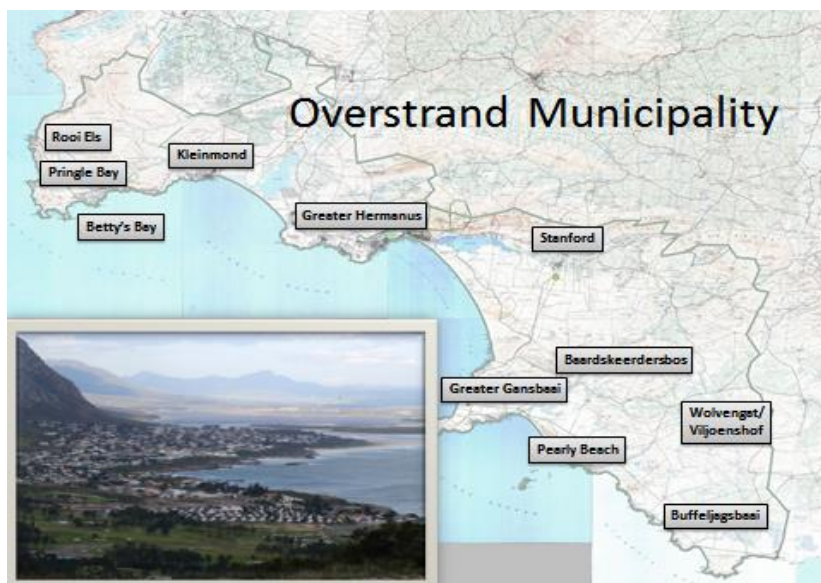 Overstrand Municipality
Rooi Els
Kleinmond
Pringle Bay
Betty's Bay
Greater Hermanus
Stanford
Baardskeerdersbos
Greater Gansbaai
Wolvengat/
Viljoenshof
Pearly Beach
Buffeljagsbaai